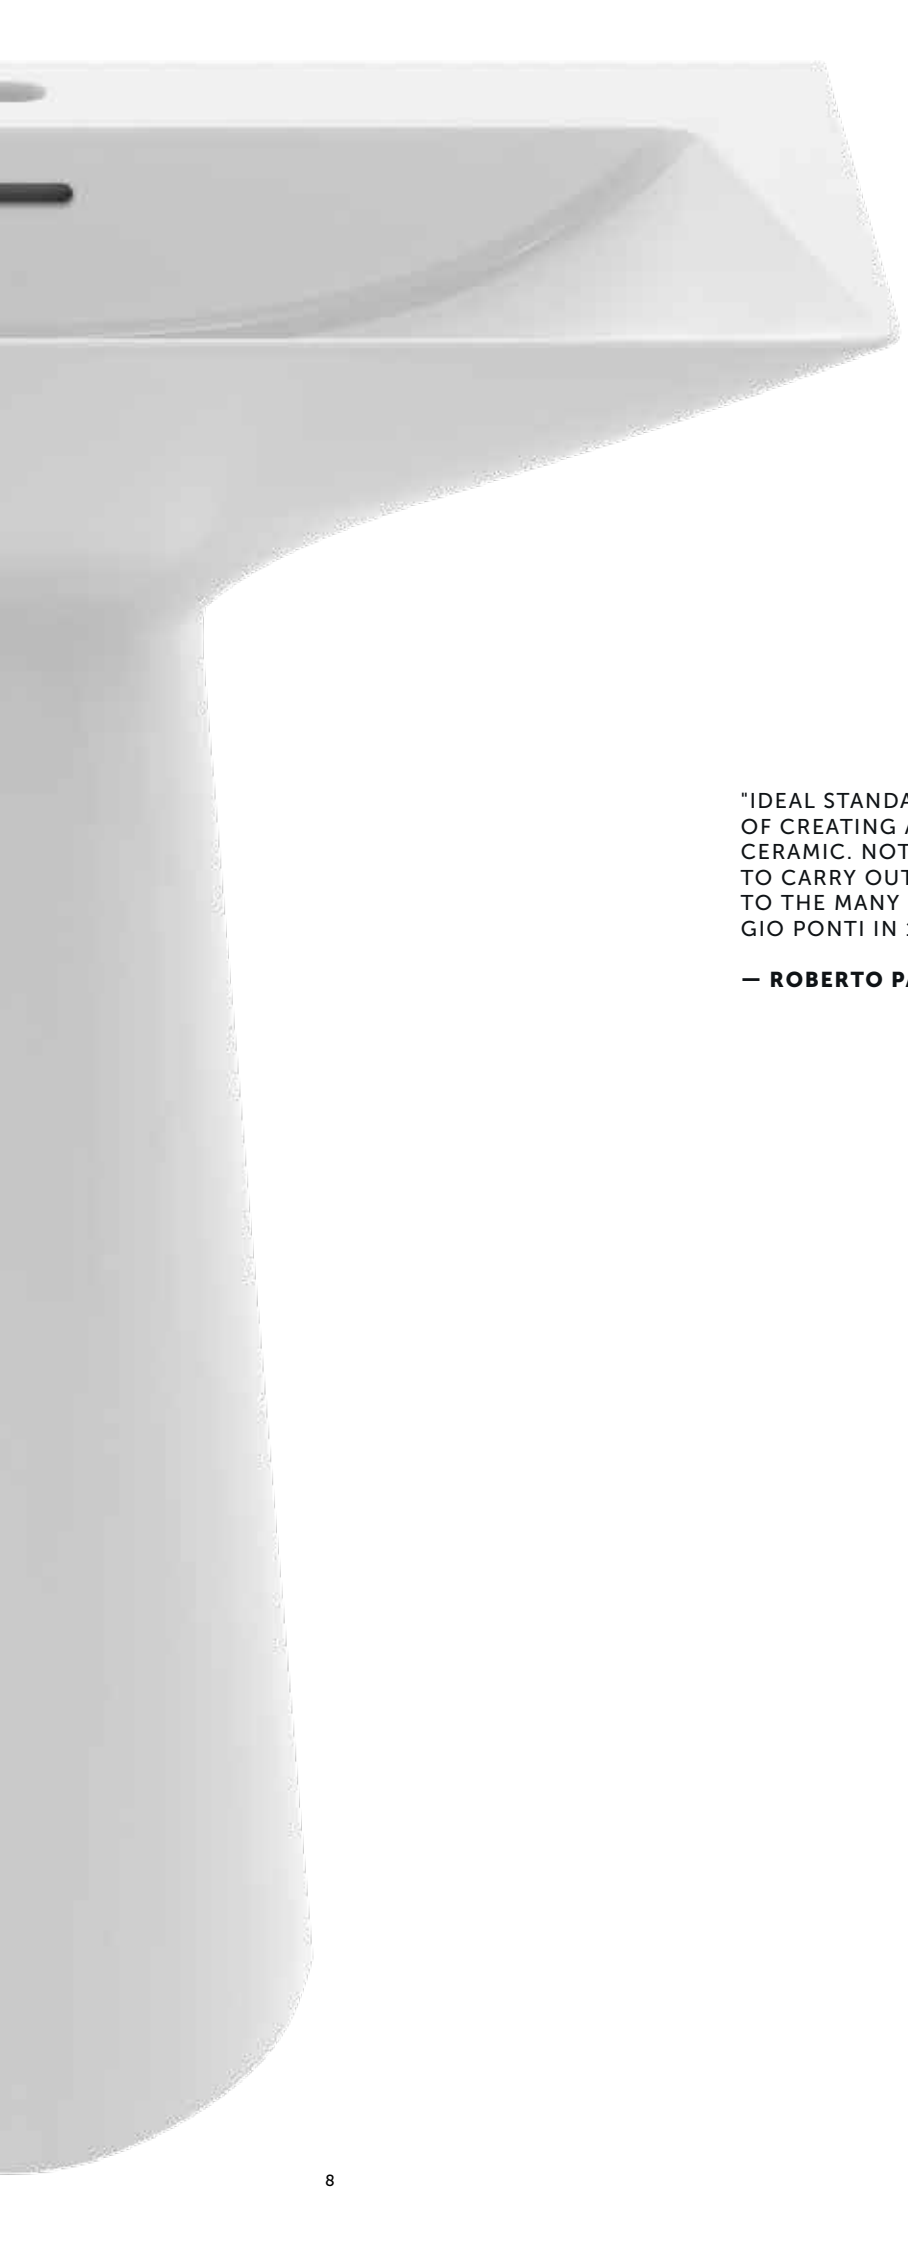 "IDEAL STANDA
OF CREATING
CERAMIC. NOT
TO CARRY OUT
TO THE MANY
GIO PONTI IN
— ROBERTO PA
8